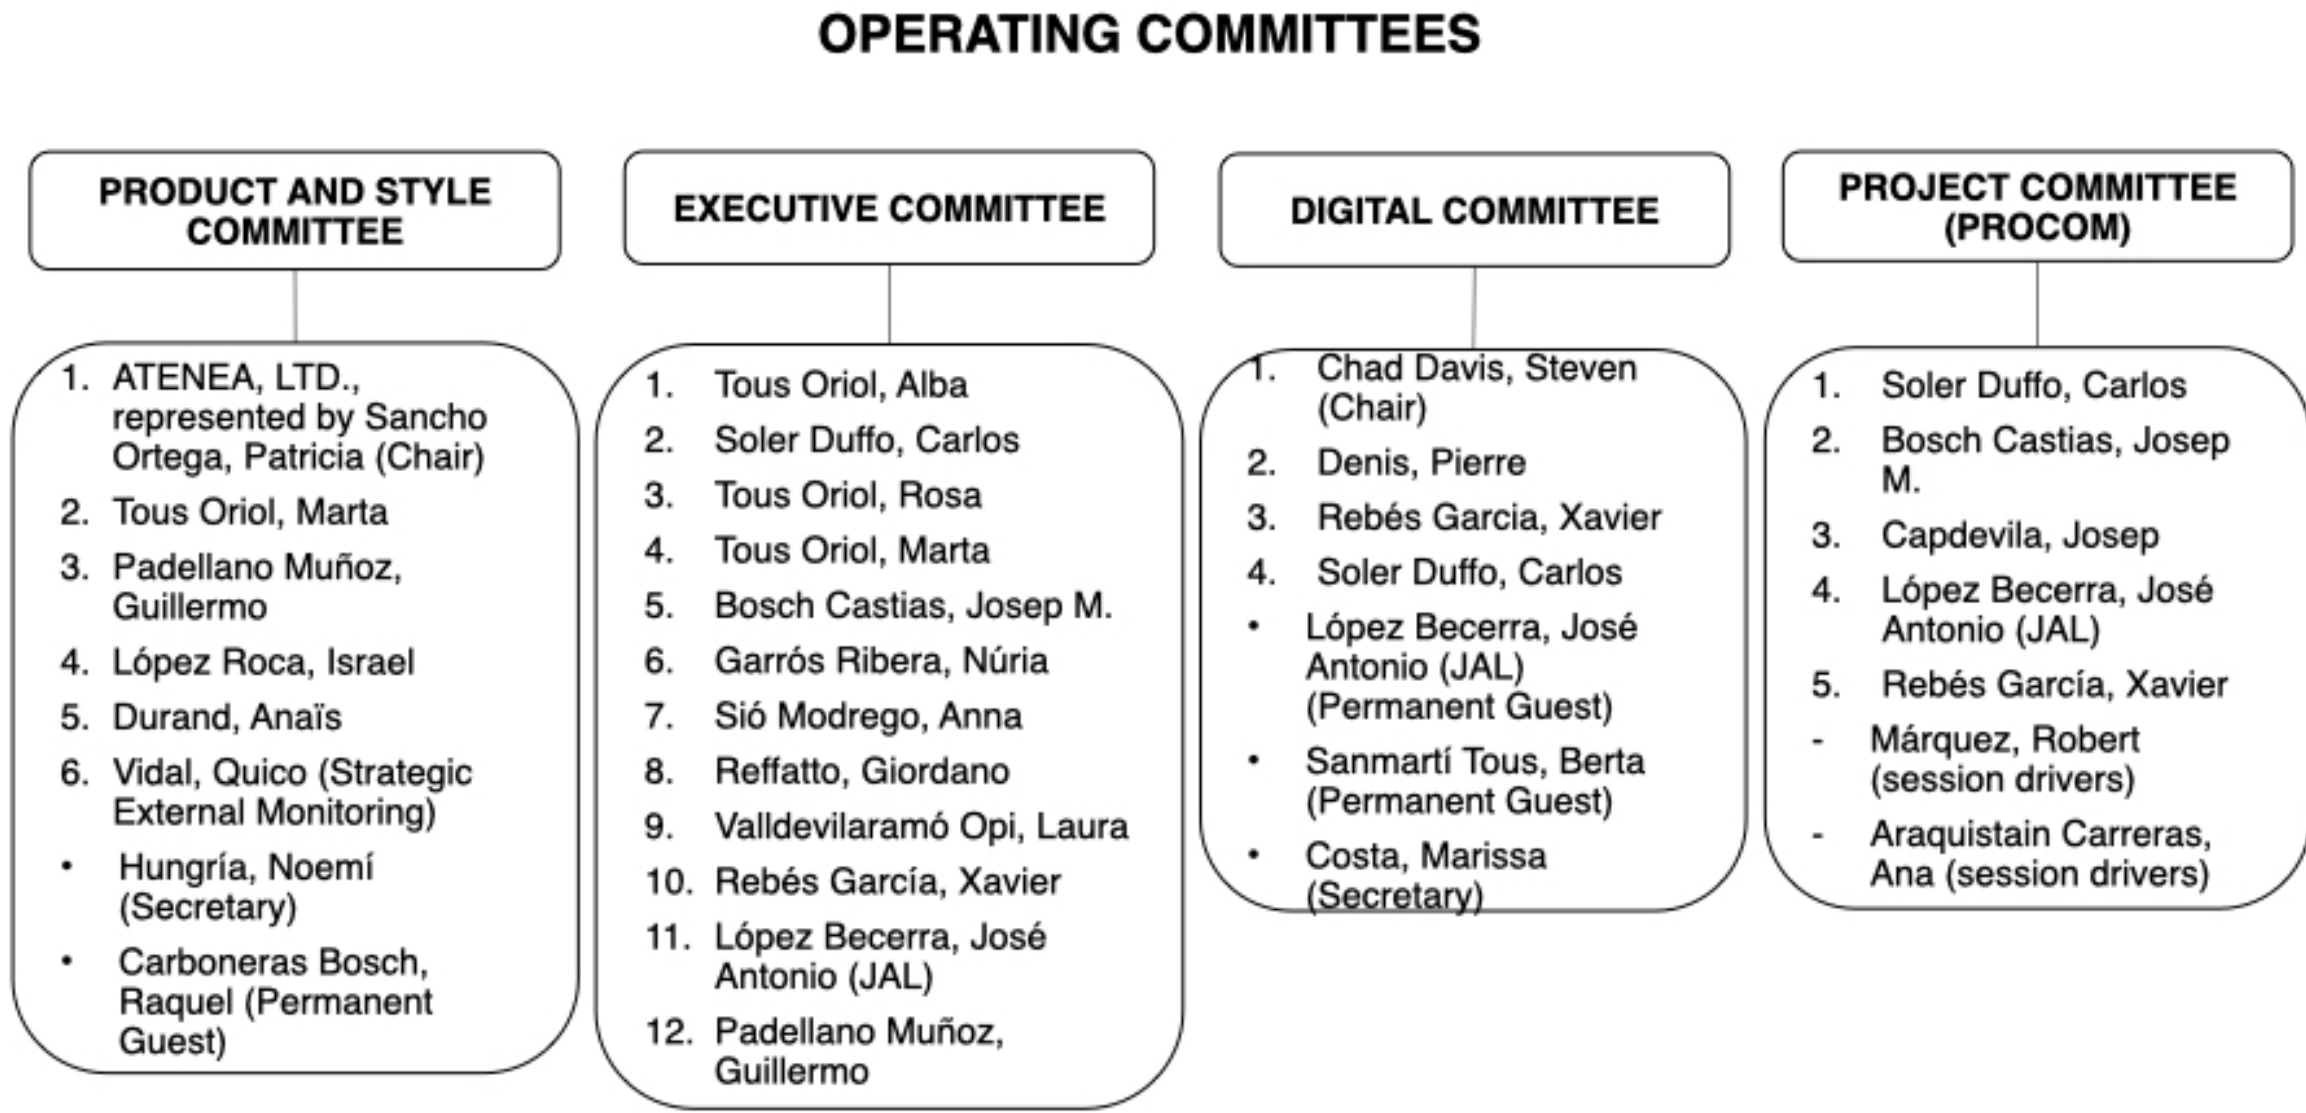 OPERATING COMMITTEES
PRODUCT AND STYLE
COMMITTEE
1. ATENEA, LTD.,
represented by Sancho
Ortega, Patricia (Chair)
2. Tous Oriol, Marta
3. Padellano Muñoz,
Guillermo
4. López Roca, Israel
5. Durand, Anaïs
6. Vidal, Quico (Strategic
External Monitoring)
• Hungría, Noemí
(Secretary)
• Carboneras Bosch,
Raquel (Permanent
Guest)
EXECUTIVE COMMITTEE
1. Tous Oriol, Alba
2. Soler Duffo, Carlos
3. Tous Oriol, Rosa
4. Tous Oriol, Marta
5. Bosch Castias, Josep M.
6. Garrós Ribera, Núria
7. Sió Modrego, Anna
8. Reffatto, Giordano
9. Valldevilaramó Opi, Laura
10. Rebés García, Xavier
11. López Becerra, José
Antonio (JAL)
12. Padellano Muñoz,
Guillermo
DIGITAL COMMITTEE
1. Chad Davis, Steven
(Chair)
2. Denis, Pierre
3. Rebés Garcia, Xavier
4. Soler Duffo, Carlos
• López Becerra, José
Antonio (JAL)
(Permanent Guest)
• Sanmartí Tous, Berta
(Permanent Guest)
• Costa, Marissa
(Secretary)
PROJECT COMMITTEE
(PROCOM)
1. Soler Duffo, Carlos
2. Bosch Castias, Josep
M.
3. Capdevila, Josep
4. López Becerra, José
Antonio (JAL)
5. Rebés García, Xavier
- Márquez, Robert
(session drivers)
- Araquistain Carreras,
Ana (session drivers)